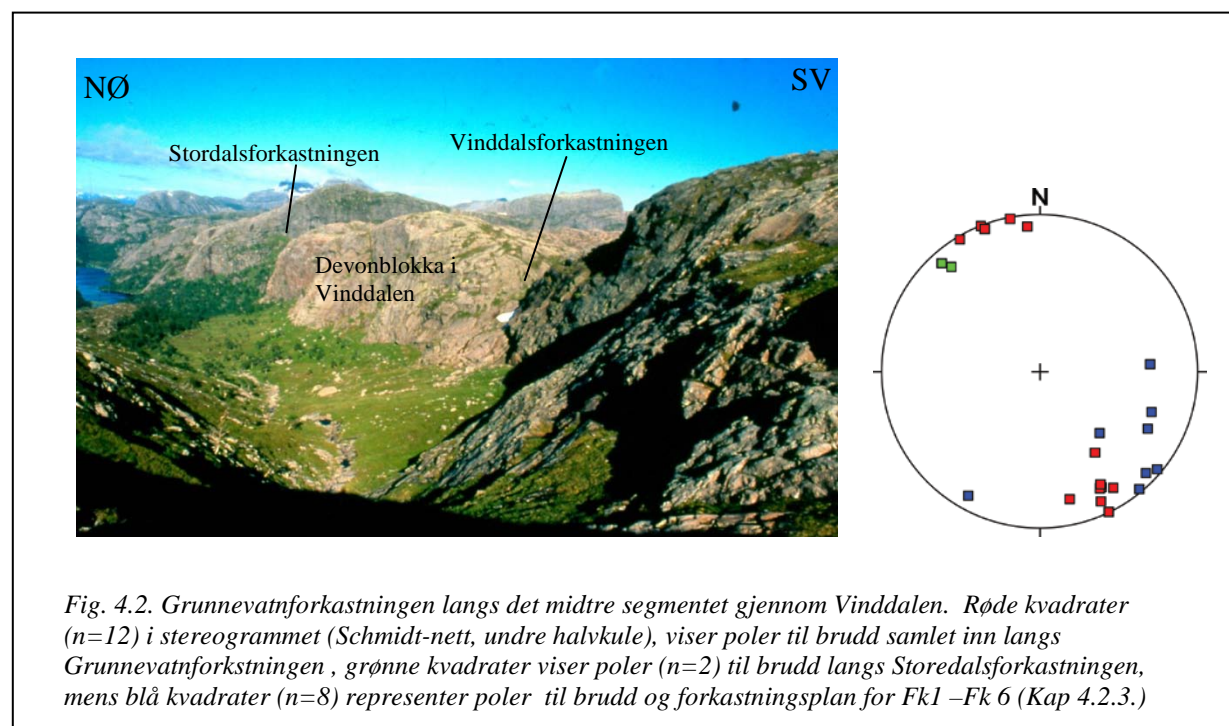 NØ
SV
Stordalsforkastningen
Vinddalsforkastningen
Devonblokka i
Vinddalen
N
Fig. 4.2. Grunnevatnforkastningen langs det midtre segmentet gjennom Vinddalen. Røde kvadrater
(n=12) i stereogrammet (Schmidt-nett, undre halvkule), viser poler til brudd samlet inn langs
Grunnevatnforkstningen , grønne kvadrater viser poler (n=2) til brudd langs Storedalsforkastningen,
mens blå kvadrater (n=8) representer poler til brudd og forkastningsplan for Fk1 –Fk 6 (Kap 4.2.3.)